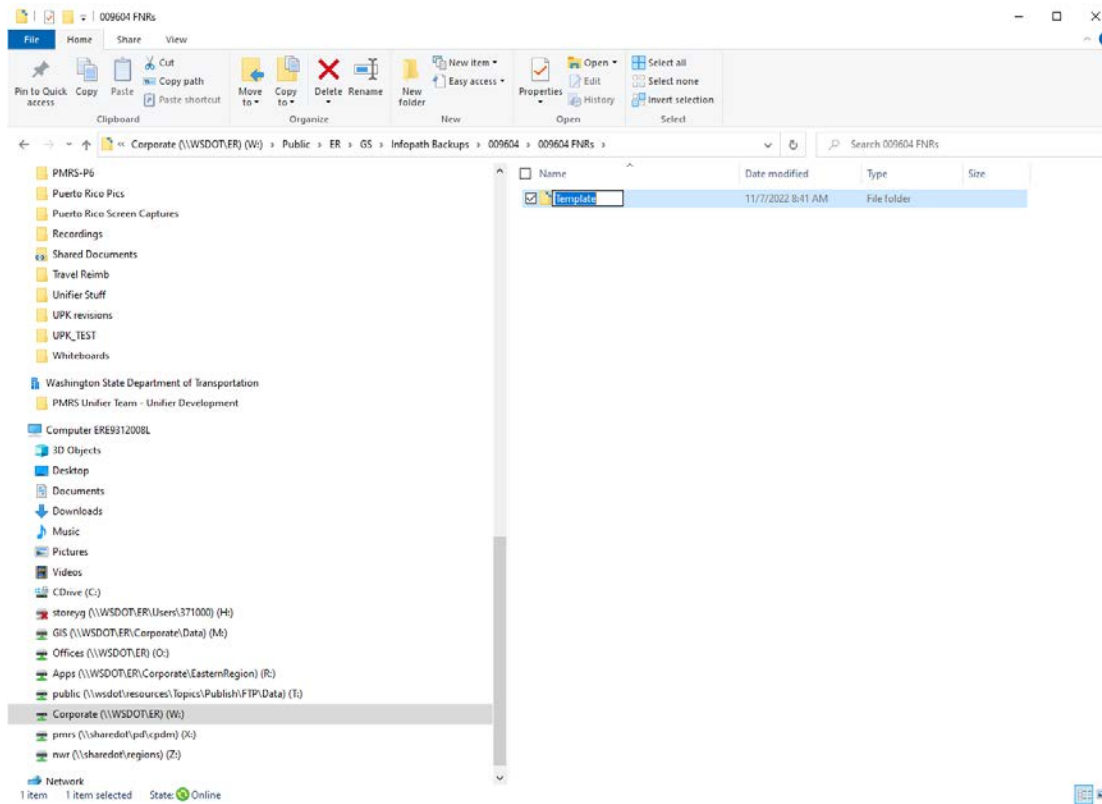 009604 FNRs
File Home Share View
Pin to Quick access
Copy
Paste
Cut
Copy path
Paste shortcut
Move to
Copy to
Delete
Rename
New folder
New item
Easy access
Properties
Open
Edit
History
Select all
Select none
Invert selection
Clipboard Organize New Open Select
« Corporate (\\WSDOT\ER) (W:) > Public > ER > GS > Infopath Backups > 009604 > 009604 FNRs >
Search 009604 FNRs
Name Date modified Type Size
Template 11/7/2022 8:41 AM File folder
PMRS-P6
Puerto Rico Pics
Puerto Rico Screen Captures
Recordings
Shared Documents
Travel Reimb
Unifier Stuff
UPK revisions
UPK_TEST
Whiteboards
Washington State Department of Transportation
PMRS Unifier Team - Unifier Development
Computer ERE9312008L
3D Objects
Desktop
Documents
Downloads
Music
Pictures
Videos
CDrive (C:)
storeyg (\\WSDOT\ER\Users\371000) (H:)
GIS (\\WSDOT\ER\Corporate\Data) (M:)
Offices (\\WSDOT\ER) (O:)
Apps (\\WSDOT\ER\Corporate\EasternRegion) (R:)
public (\\wsdot\resources\Topics\Publish\FTP\Data) (T:)
Corporate (\\WSDOT\ER) (W:)
pmrs (\\sharedot\pd\cpdm) (X:)
nwr (\\sharedot\regions) (Z:)
Network
1 item 1 item selected State: Online